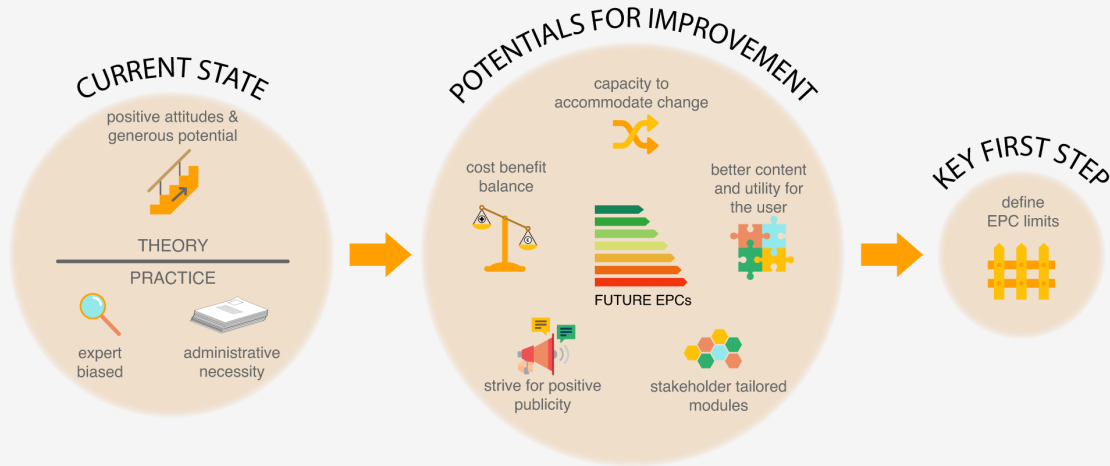 CURRENT STATE
positive attitudes &
generous potential
THEORY
PRACTICE
expert
biased
administrative
necessity
POTENTIALS FOR IMPROVEMENT
capacity to
accommodate change
cost benefit
balance
better content
and utility for
the user
FUTURE EPCs
strive for positive
publicity
stakeholder tailored
modules
KEY FIRST STEP
define
EPC limits